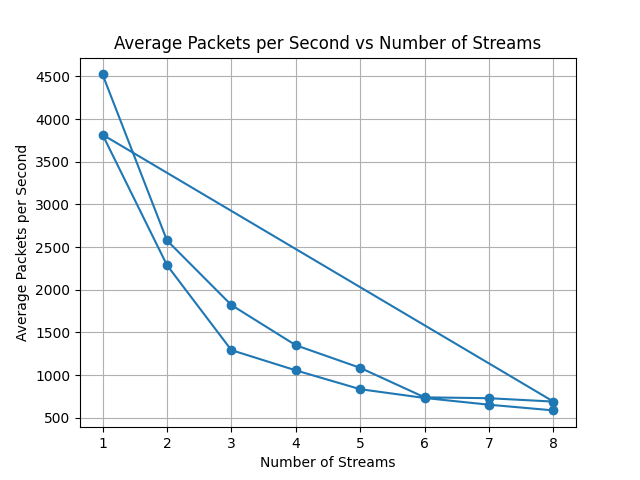 Average Packets per Second vs Number of Streams
4500
4000
3500
3000
2500
2000
1500
1000
500
Average Packets per Second
1 2 3 4 5 6 7 8
Number of Streams